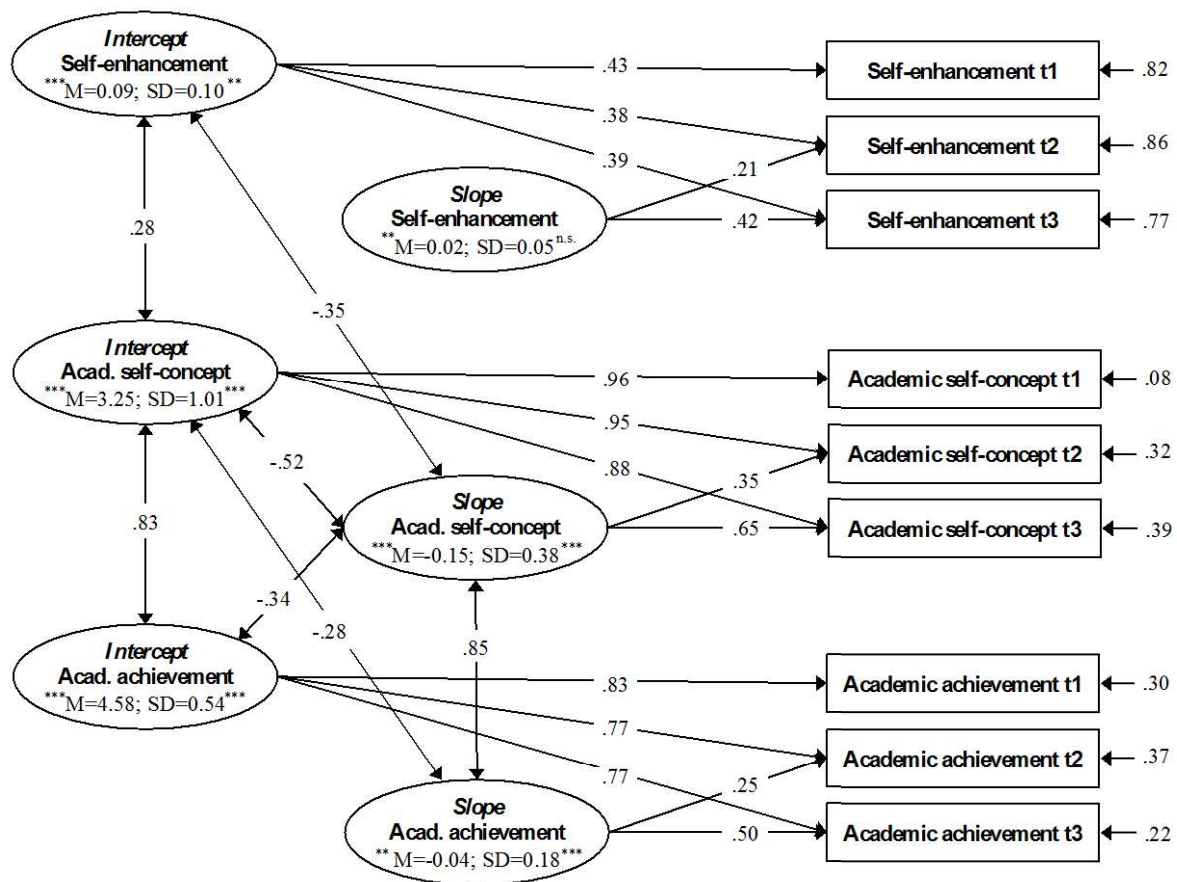 Intercept
Self-enhancement
***M=0.09; SD=0.10**
.43
.38
.39
Self-enhancement t1
.82
Self-enhancement t2
.86
Self-enhancement t3
.77
Slope
Self-enhancement
**M=0.02; SD=0.05n.s.
.21
.42
.28
-.35
Intercept
Acad. self-concept
***M=3.25; SD=1.01***
.96
.95
.88
Academic self-concept t1
.08
Academic self-concept t2
.32
Academic self-concept t3
.39
-.52
Slope
Acad. self-concept
***M=-0.15; SD=0.38***
.35
.65
.83
-.34
-.28
.85
Intercept
Acad. achievement
***M=4.58; SD=0.54***
.83
.77
.77
Academic achievement t1
.30
Academic achievement t2
.37
Academic achievement t3
.22
Slope
Acad. achievement
** M=-0.04; SD=0.18***
.25
.50